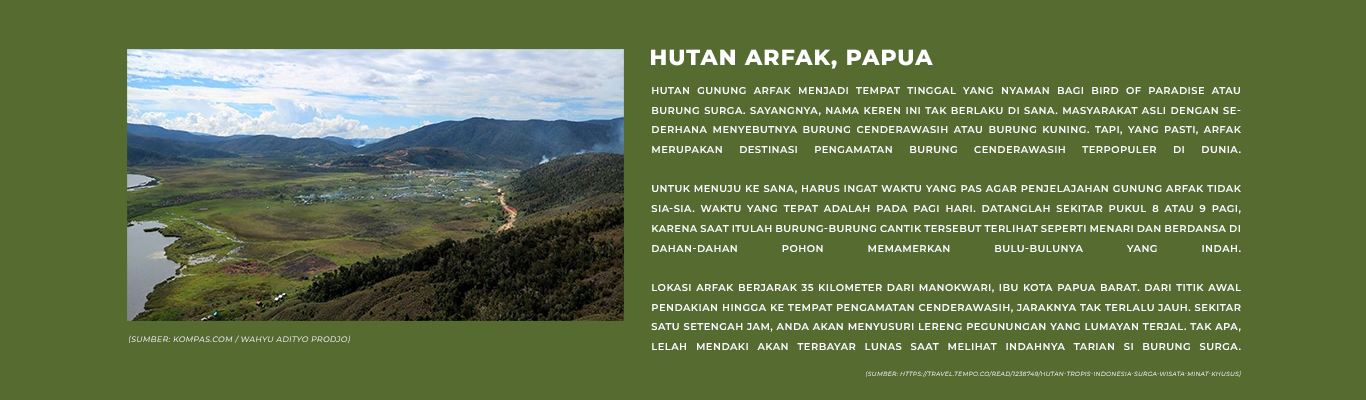 HUTAN ARFAK, PAPUA
HUTAN GUNUNG ARFAK MENJADI TEMPAT TINGGAL YANG NYAMAN BAGI BIRD OF PARADISE ATAU
BURUNG SURGA. SAYANGNYA, NAMA KEREN INI TAK BERLAKU DI SANA. MASYARAKAT ASLI DENGAN SE-
DERHANA MENYEBUTNYA BURUNG CENDERAWASIH ATAU BURUNG KUNING. TAPI, YANG PASTI, ARFAK
MERUPAKAN DESTINASI PENGAMATAN BURUNG CENDERAWASIH TERPOPULER DI DUNIA.
UNTUK MENUJU KE SANA, HARUS INGAT WAKTU YANG PAS AGAR PENJELAJAHAN GUNUNG ARFAK TIDAK
SIA-SIA. WAKTU YANG TEPAT ADALAH PADA PAGI HARI. DATANGLAH SEKITAR PUKUL 8 ATAU 9 PAGI,
KARENA SAAT ITULAH BURUNG-BURUNG CANTIK TERSEBUT TERLIHAT SEPERTI MENARI DAN BERDANSA DI
DAHAN-DAHAN POHON MEMAMERKAN BULU-BULUNYA YANG INDAH.
LOKASI ARFAK BERJARAK 35 KILOMETER DARI MANOKWARI, IBU KOTA PAPUA BARAT. DARI TITIK AWAL
PENDAKIAN HINGGA KE TEMPAT PENGAMATAN CENDERAWASIH, JARAKNYA TAK TERLALU JAUH. SEKITAR
SATU SETENGAH JAM, ANDA AKAN MENYUSURI LERENG PEGUNUNGAN YANG LUMAYAN TERJAL. TAK APA,
LELAH MENDAKI AKAN TERBAYAR LUNAS SAAT MELIHAT INDAHNYA TARIAN SI BURUNG SURGA.
(SUMBER: KOMPAS.COM / WAHYU ADITYO PRODJO)
(SUMBER: HTTPS://TRAVEL.TEMPO.CO/READ/1238749/HUTAN-TROPIS-INDONESIA-SURGA-WISATA-MINAT-KHUSUS)